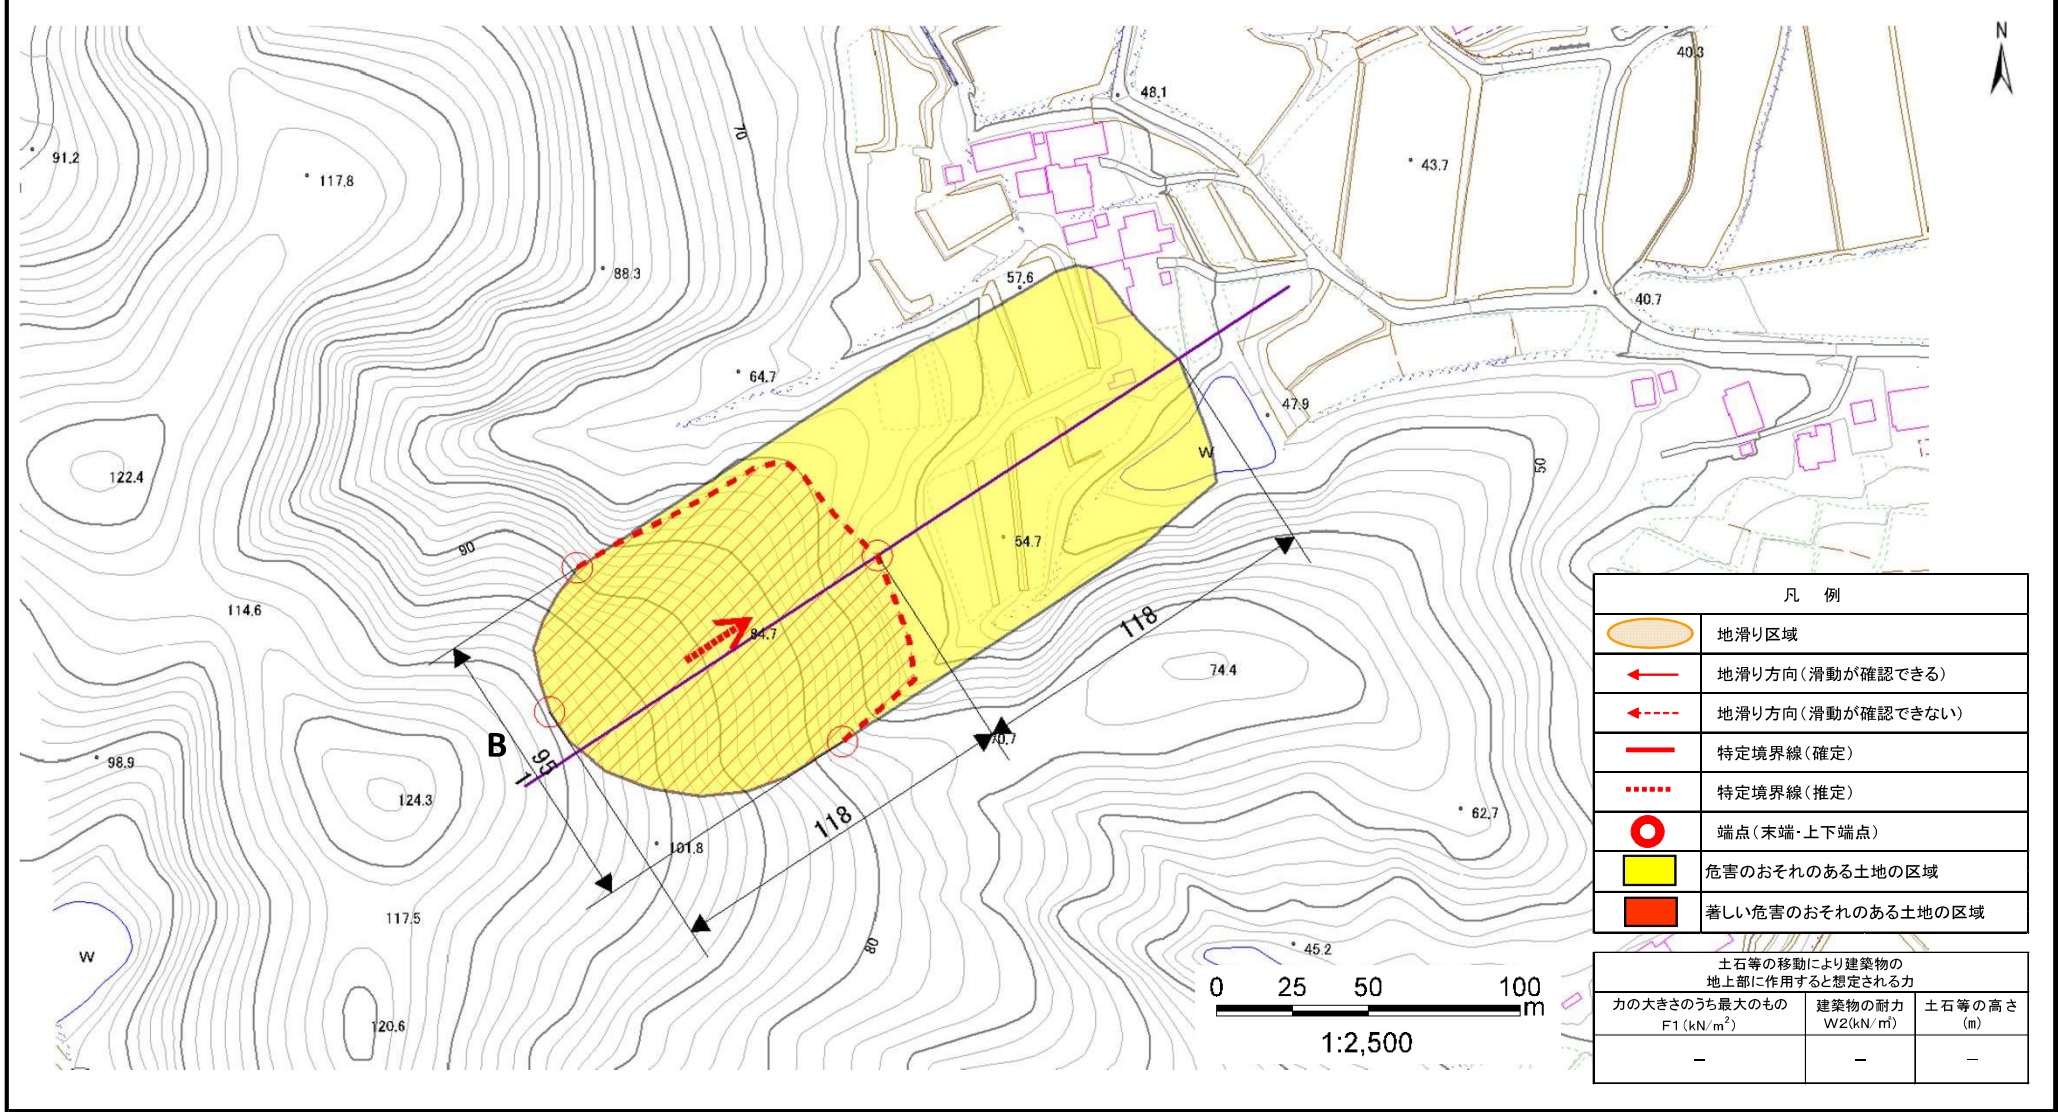 N
40.3
48.1
70
91.2
43.7
117.8
88.3
57.6
40.7
64.7
47.9
W
122.4
50
90
54.7
114.6
118
84.7
74.4
B
95
1
70.7
98.9
124.3
118
62.7
101.8
117.5
80
45.2
W
120.6
0 25 50 100
m
1:2,500
凡 例
地滑り区域
地滑り方向(滑動が確認できる)
地滑り方向(滑動が確認できない)
特定境界線(確定)
特定境界線(推定)
端点(末端・上下端点)
危害のおそれのある土地の区域
著しい危害のおそれのある土地の区域
土石等の移動により建築物の
地上部に作用すると想定される力
力の大きさのうち最大のもの
F1(kN/m²)
建築物の耐力
W2(kN/㎡)
土石等の高さ
(m)
－ － －